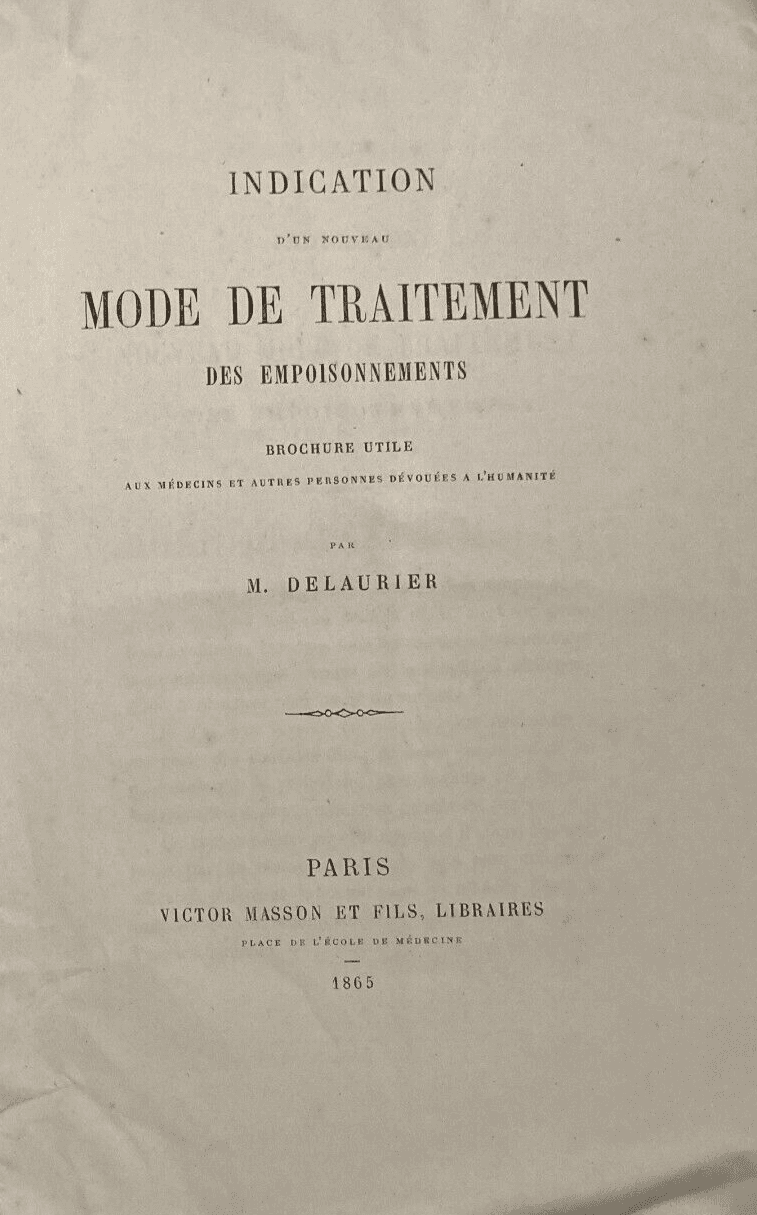 INDICATION
D'UN NOUVEAU
MODE DE TRAITEMENT
DES EMPOISONNEMENTS
BROCHURE UTILE
AUX MÉDECINS ET AUTRES PERSONNES DÉVOUÉES A L'HUMANITÉ
PAR
M. DELAURIER
PARIS
VICTOR MASSON ET FILS, LIBRAIRES
PLACE DE L'ÉCOLE DE MÉDECINE
1865